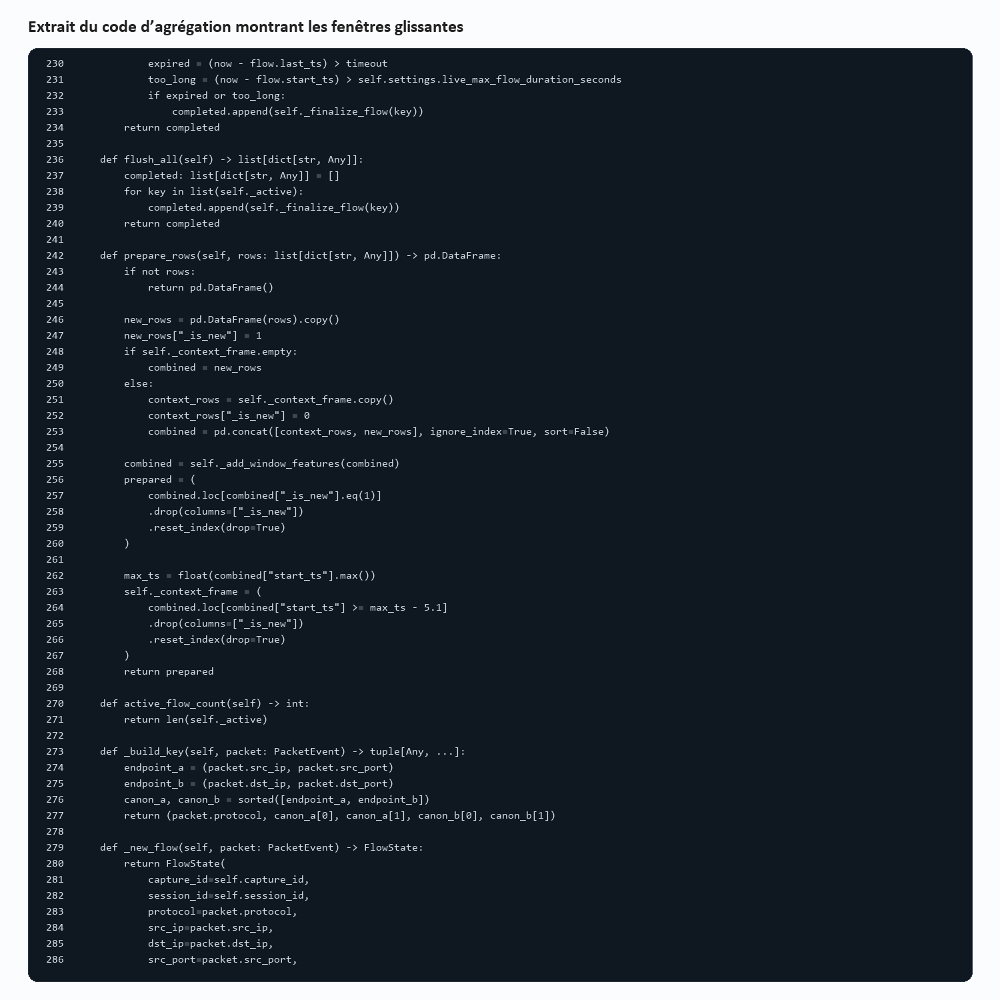 Extrait du code d’agrégation montrant les fenêtres glissantes
230              expired = (now - flow.last_ts) > timeout
231              too_long = (now - flow.start_ts) > self.settings.live_max_flow_duration_seconds
232              if expired or too_long:
233                  completed.append(self._finalize_flow(key))
234          return completed
235
236      def flush_all(self) -> list[dict[str, Any]]:
237          completed: list[dict[str, Any]] = []
238          for key in list(self._active):
239              completed.append(self._finalize_flow(key))
240          return completed
241
242      def prepare_rows(self, rows: list[dict[str, Any]]) -> pd.DataFrame:
243          if not rows:
244              return pd.DataFrame()
245
246          new_rows = pd.DataFrame(rows).copy()
247          new_rows["_is_new"] = 1
248          if self._context_frame.empty:
249              combined = new_rows
250          else:
251              context_rows = self._context_frame.copy()
252              context_rows["_is_new"] = 0
253              combined = pd.concat([context_rows, new_rows], ignore_index=True, sort=False)
254
255          combined = self._add_window_features(combined)
256          prepared = (
257              combined.loc[combined["_is_new"].eq(1)]
258              .drop(columns=["_is_new"])
259              .reset_index(drop=True)
260          )
261
262          max_ts = float(combined["start_ts"].max())
263          self._context_frame = (
264              combined.loc[combined["start_ts"] >= max_ts - 5.1]
265              .drop(columns=["_is_new"])
266              .reset_index(drop=True)
267          )
268          return prepared
269
270      def active_flow_count(self) -> int:
271          return len(self._active)
272
273      def _build_key(self, packet: PacketEvent) -> tuple[Any, ...]:
274          endpoint_a = (packet.src_ip, packet.src_port)
275          endpoint_b = (packet.dst_ip, packet.dst_port)
276          canon_a, canon_b = sorted([endpoint_a, endpoint_b])
277          return (packet.protocol, canon_a[0], canon_a[1], canon_b[0], canon_b[1])
278
279      def _new_flow(self, packet: PacketEvent) -> FlowState:
280          return FlowState(
281              capture_id=self.capture_id,
282              session_id=self.session_id,
283              protocol=packet.protocol,
284              src_ip=packet.src_ip,
285              dst_ip=packet.dst_ip,
286              src_port=packet.src_port,